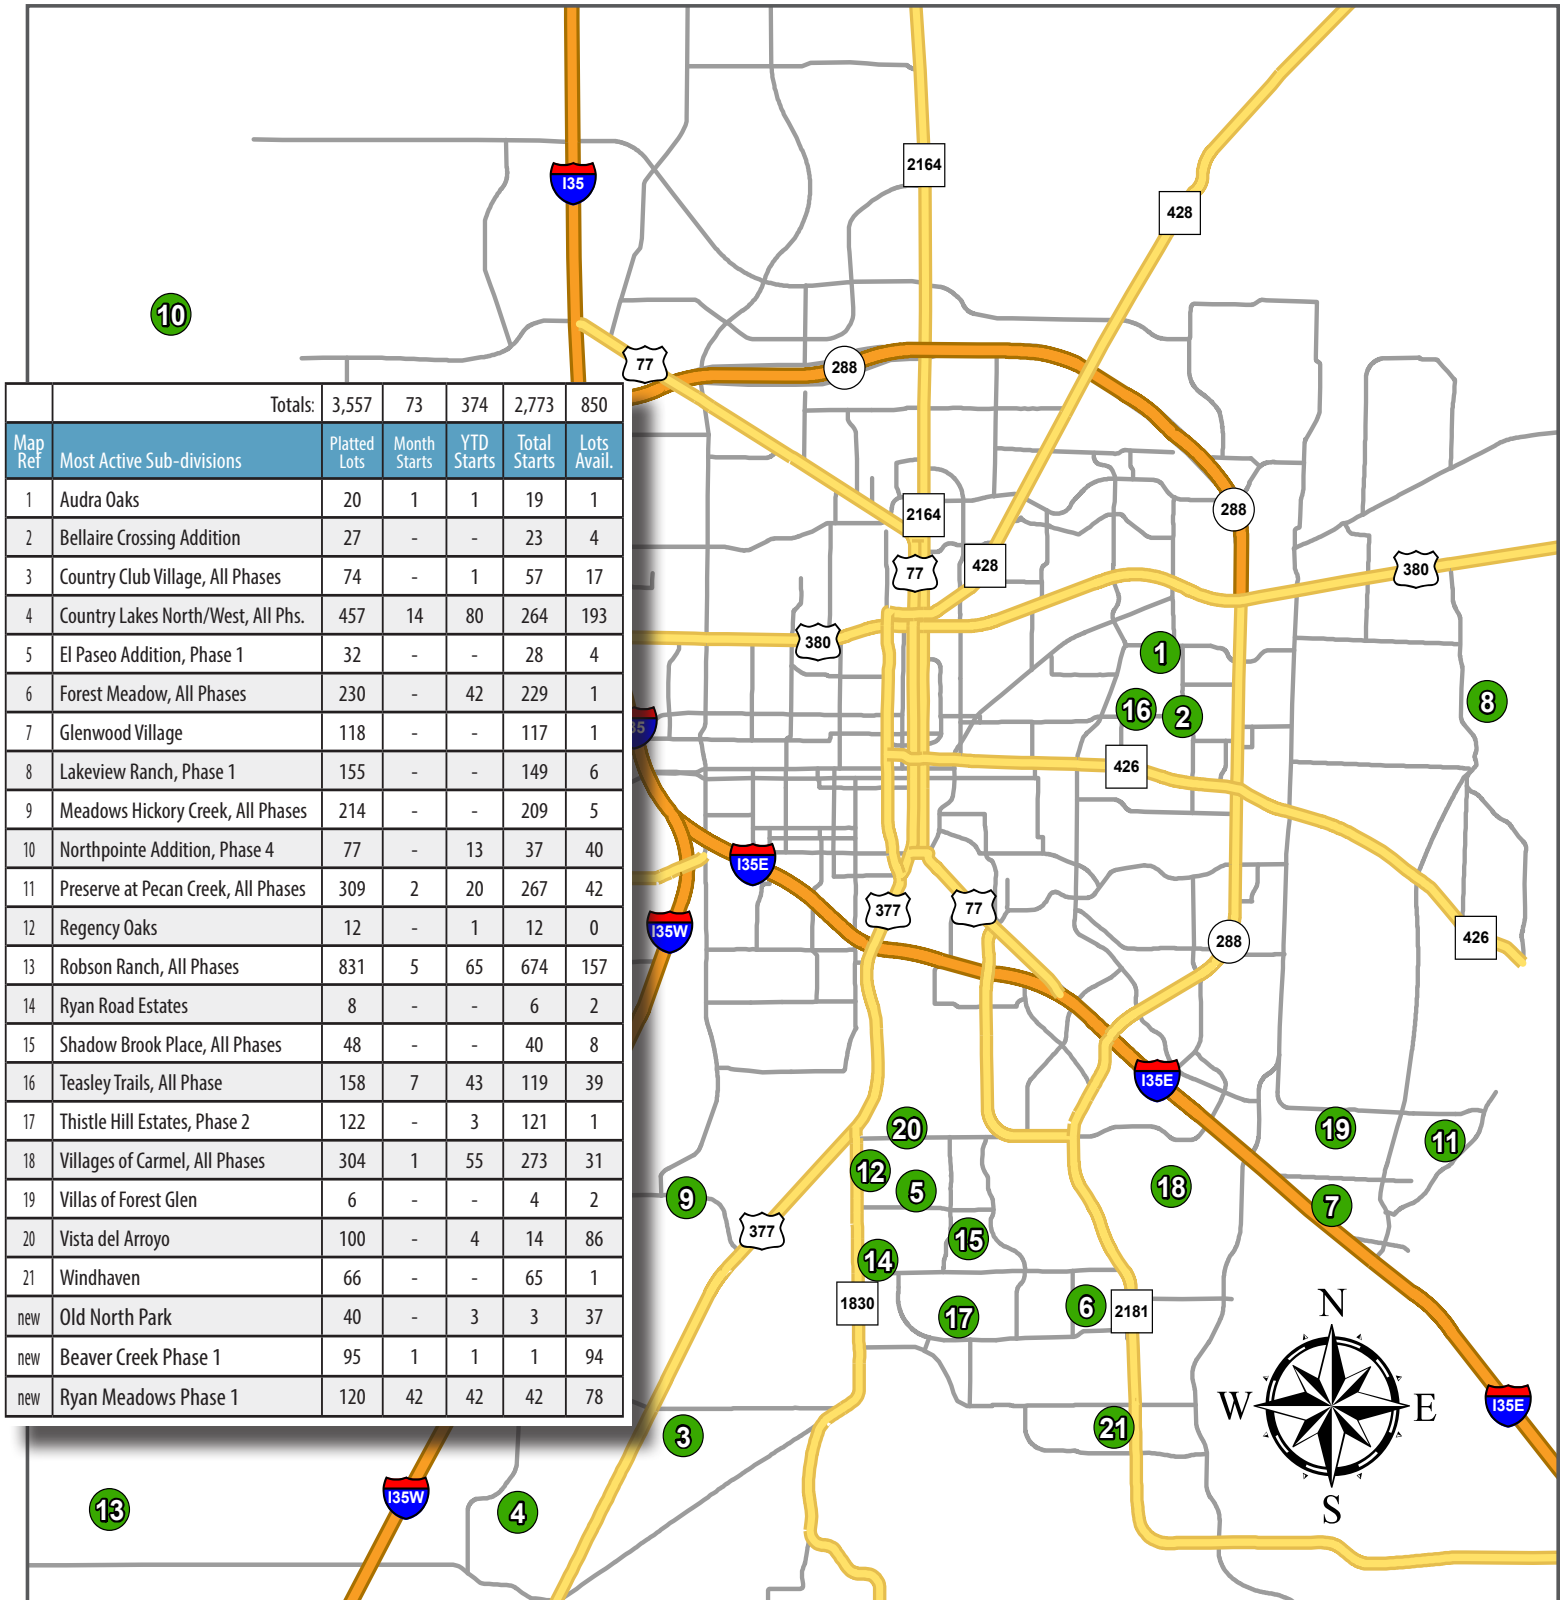 Totals: 3,557 73 374 2,773 850
Map Ref Most Active Sub-divisions Platted Lots Month Starts YTD Starts Total Starts Lots Avail.
1 Audra Oaks 20 1 1 19 1
2 Bellaire Crossing Addition 27 - - 23 4
3 Country Club Village, All Phases 74 - 1 57 17
4 Country Lakes North/West, All Phs. 457 14 80 264 193
5 El Paseo Addition, Phase 1 32 - - 28 4
6 Forest Meadow, All Phases 230 - 42 229 1
7 Glenwood Village 118 - - 117 1
8 Lakeview Ranch, Phase 1 155 - - 149 6
9 Meadows Hickory Creek, All Phases 214 - - 209 5
10 Northpointe Addition, Phase 4 77 - 13 37 40
11 Preserve at Pecan Creek, All Phases 309 2 20 267 42
12 Regency Oaks 12 - 1 12 0
13 Robson Ranch, All Phases 831 5 65 674 157
14 Ryan Road Estates 8 - - 6 2
15 Shadow Brook Place, All Phases 48 - - 40 8
16 Teasley Trails, All Phase 158 7 43 119 39
17 Thistle Hill Estates, Phase 2 122 - 3 121 1
18 Villages of Carmel, All Phases 304 1 55 273 31
19 Villas of Forest Glen 6 - - 4 2
20 Vista del Arroyo 100 - 4 14 86
21 Windhaven 66 - - 65 1
new Old North Park 40 - 3 3 37
new Beaver Creek Phase 1 95 1 1 1 94
new Ryan Meadows Phase 1 120 42 42 42 78
2164
I35
428
10
77
288
288
2164
428
77
380
380
1
8
16
2
35
426
I35E
377
77
I35W
426
288
I35E
20
19
11
12
5
18
9
7
377
15
14
1830
17
6
2181
N
W
E
S
I35E
21
3
I35W
13
4